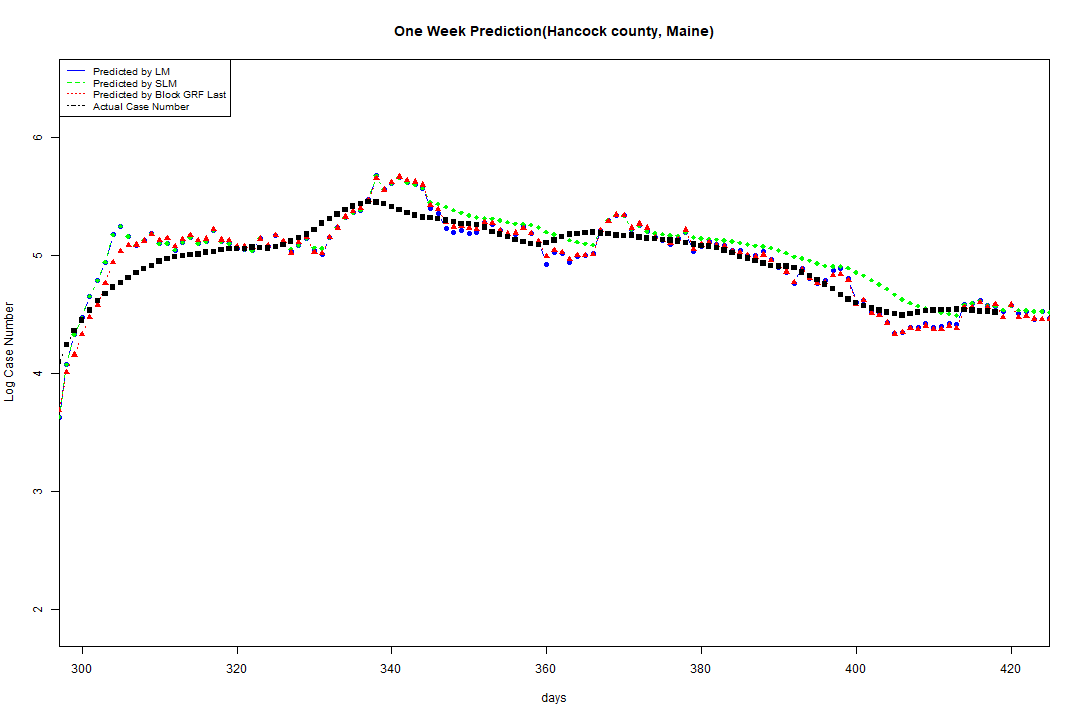 One Week Prediction(Hancock county, Maine)
Predicted by LM
Predicted by SLM
Predicted by Block GRF Last
Actual Case Number
6
5
4
3
2
Log Case Number
300 320 340 360 380 400 420
days